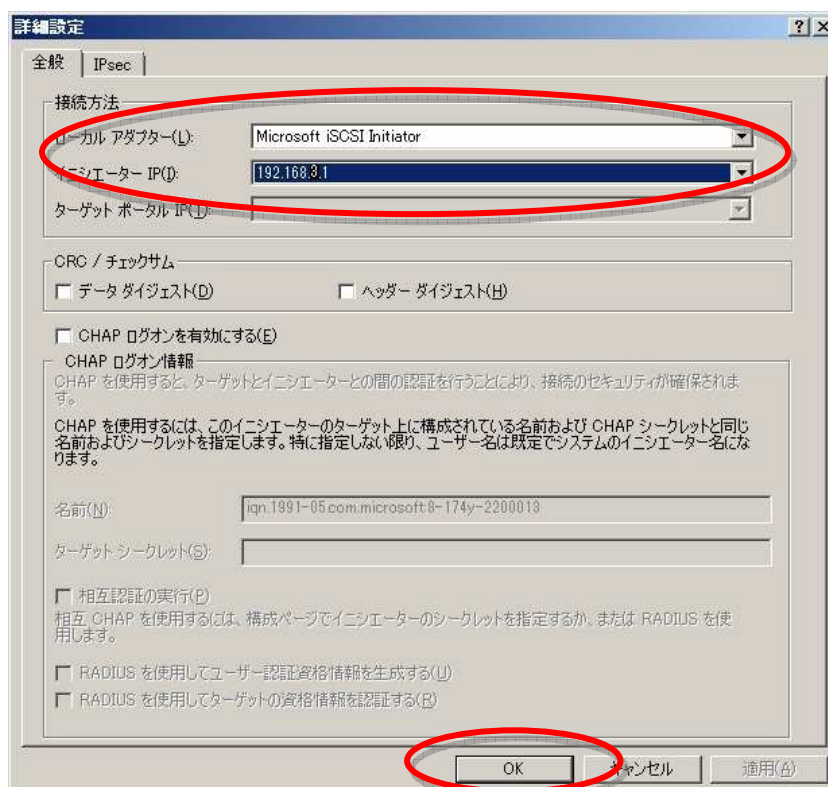 詳細設定
全般
IPsec
接続方法
ローカル アダプター(L):
Microsoft iSCSI Initiator
イニシエーター IP(I):
192.168.3.1
ターゲット ポータル IP(T):
CRC / チェックサム
データ ダイジェスト(D)
ヘッダー ダイジェスト(H)
CHAP ログオンを有効にする(E)
CHAP ログオン情報
CHAP を使用すると、ターゲットとイニシエーターとの間の認証を行うことにより、接続のセキュリティが確保されま
す。
CHAP を使用するには、このイニシエーターのターゲット上に構成されている名前および CHAP シークレットと同じ
名前およびシークレットを指定します。特に指定しない限り、ユーザー名は既定でシステムのイニシエーター名にな
ります。
名前(N):
iqn.1991-05.com.microsoft:8-174y-2200013
ターゲット シークレット(S):
相互認証の実行(P)
相互 CHAP を使用するには、構成ページでイニシエーターのシークレットを指定するか、または RADIUS を使
用します。
RADIUS を使用してユーザー認証資格情報を生成する(U)
RADIUS を使用してターゲットの資格情報を認証する(R)
OK
キャンセル
適用(A)